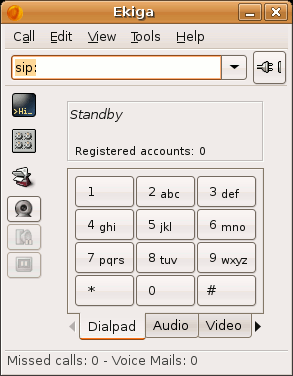 Ekiga
Call Edit View Tools Help
sip:
>Hi_
Standby
Registered accounts: 0
1 2 abc 3 def
4 ghi 5 jkl 6 mno
7 pqrs 8 tuv 9 wxyz
* 0 #
Dialpad Audio Video
Missed calls: 0 - Voice Mails: 0